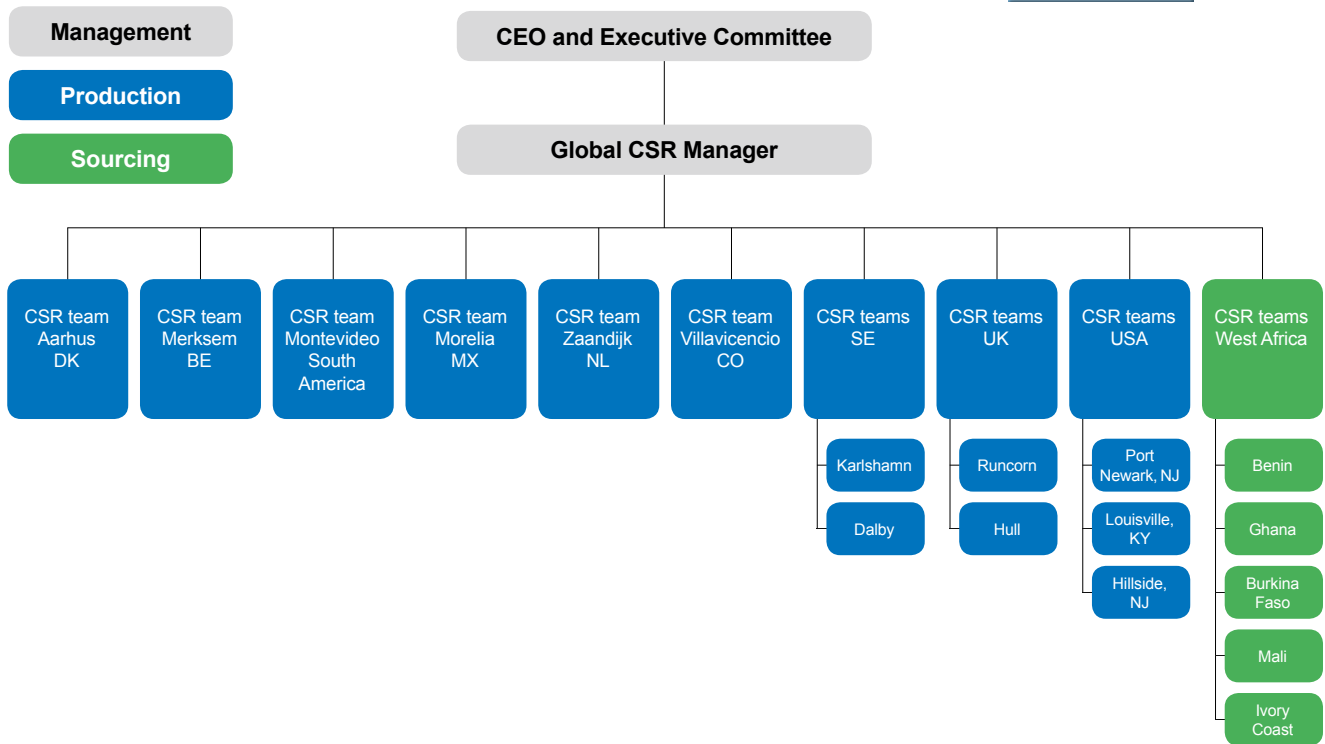 Management
Production
Sourcing
CEO and Executive Committee
Global CSR Manager
CSR team
Aarhus
DK
CSR team
Merksem
BE
CSR team
Montevideo
South
America
CSR team
Morelia
MX
CSR team
Zaandijk
NL
CSR team
Villavicencio
CO
CSR teams
SE
CSR teams
UK
CSR teams
USA
CSR teams
West Africa
Karlshamn
Dalby
Runcorn
Hull
Port
Newark, NJ
Louisville,
KY
Hillside,
NJ
Benin
Ghana
Burkina
Faso
Mali
Ivory
Coast